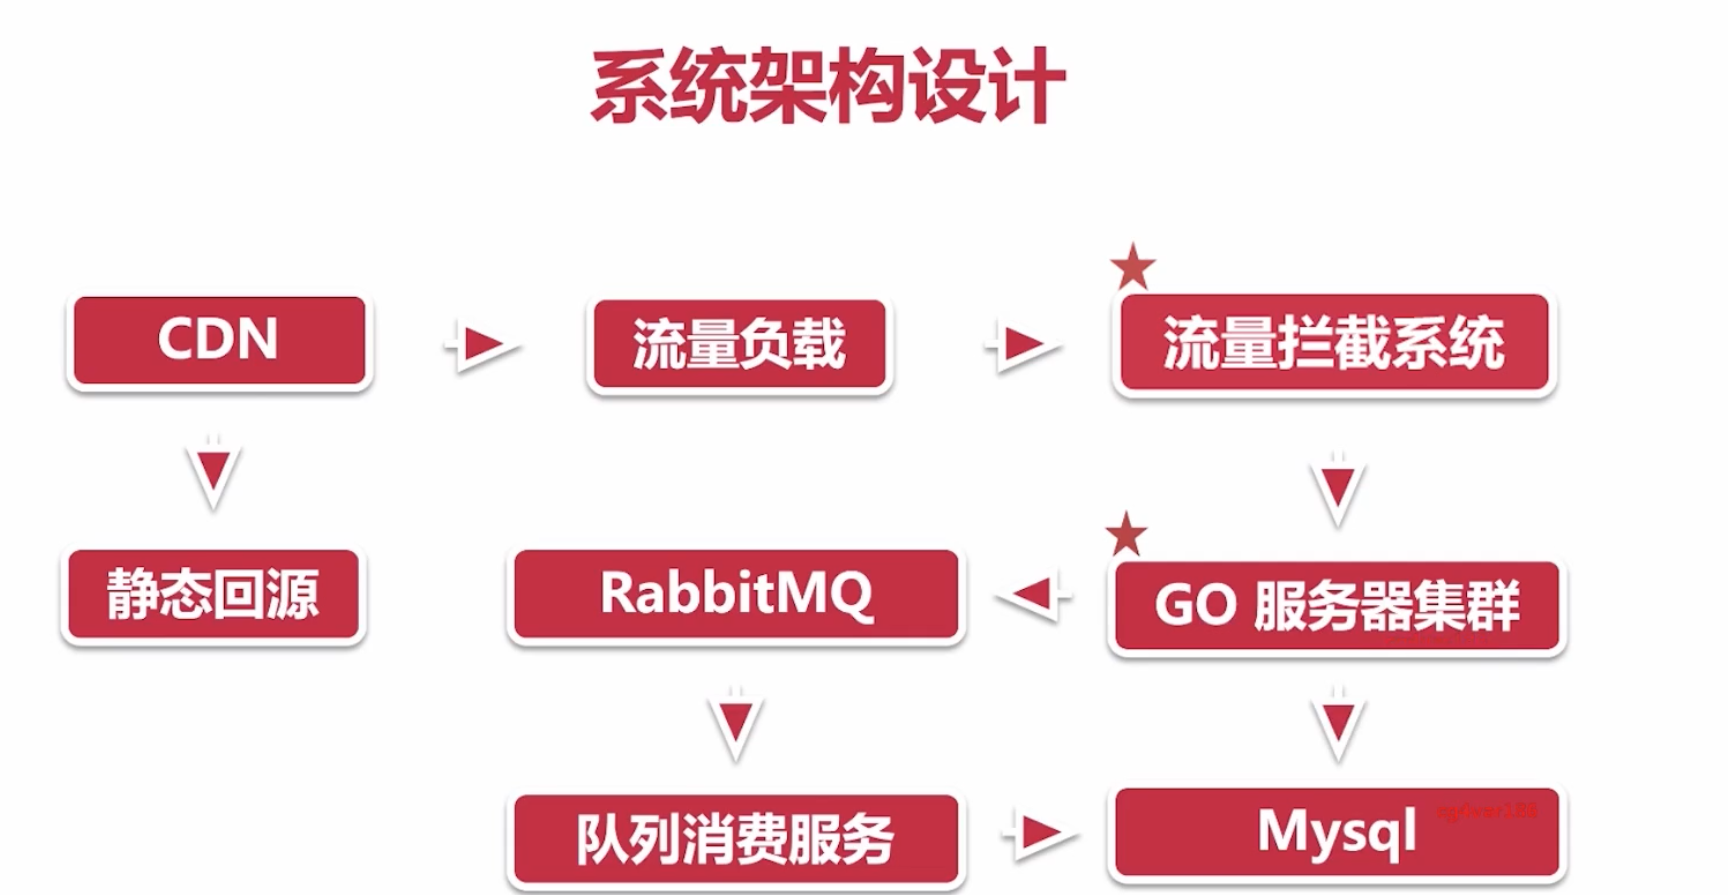 系统架构设计
CDN
流量负载
流量拦截系统
静态回源
RabbitMQ
GO 服务器集群
队列消费服务
Mysql